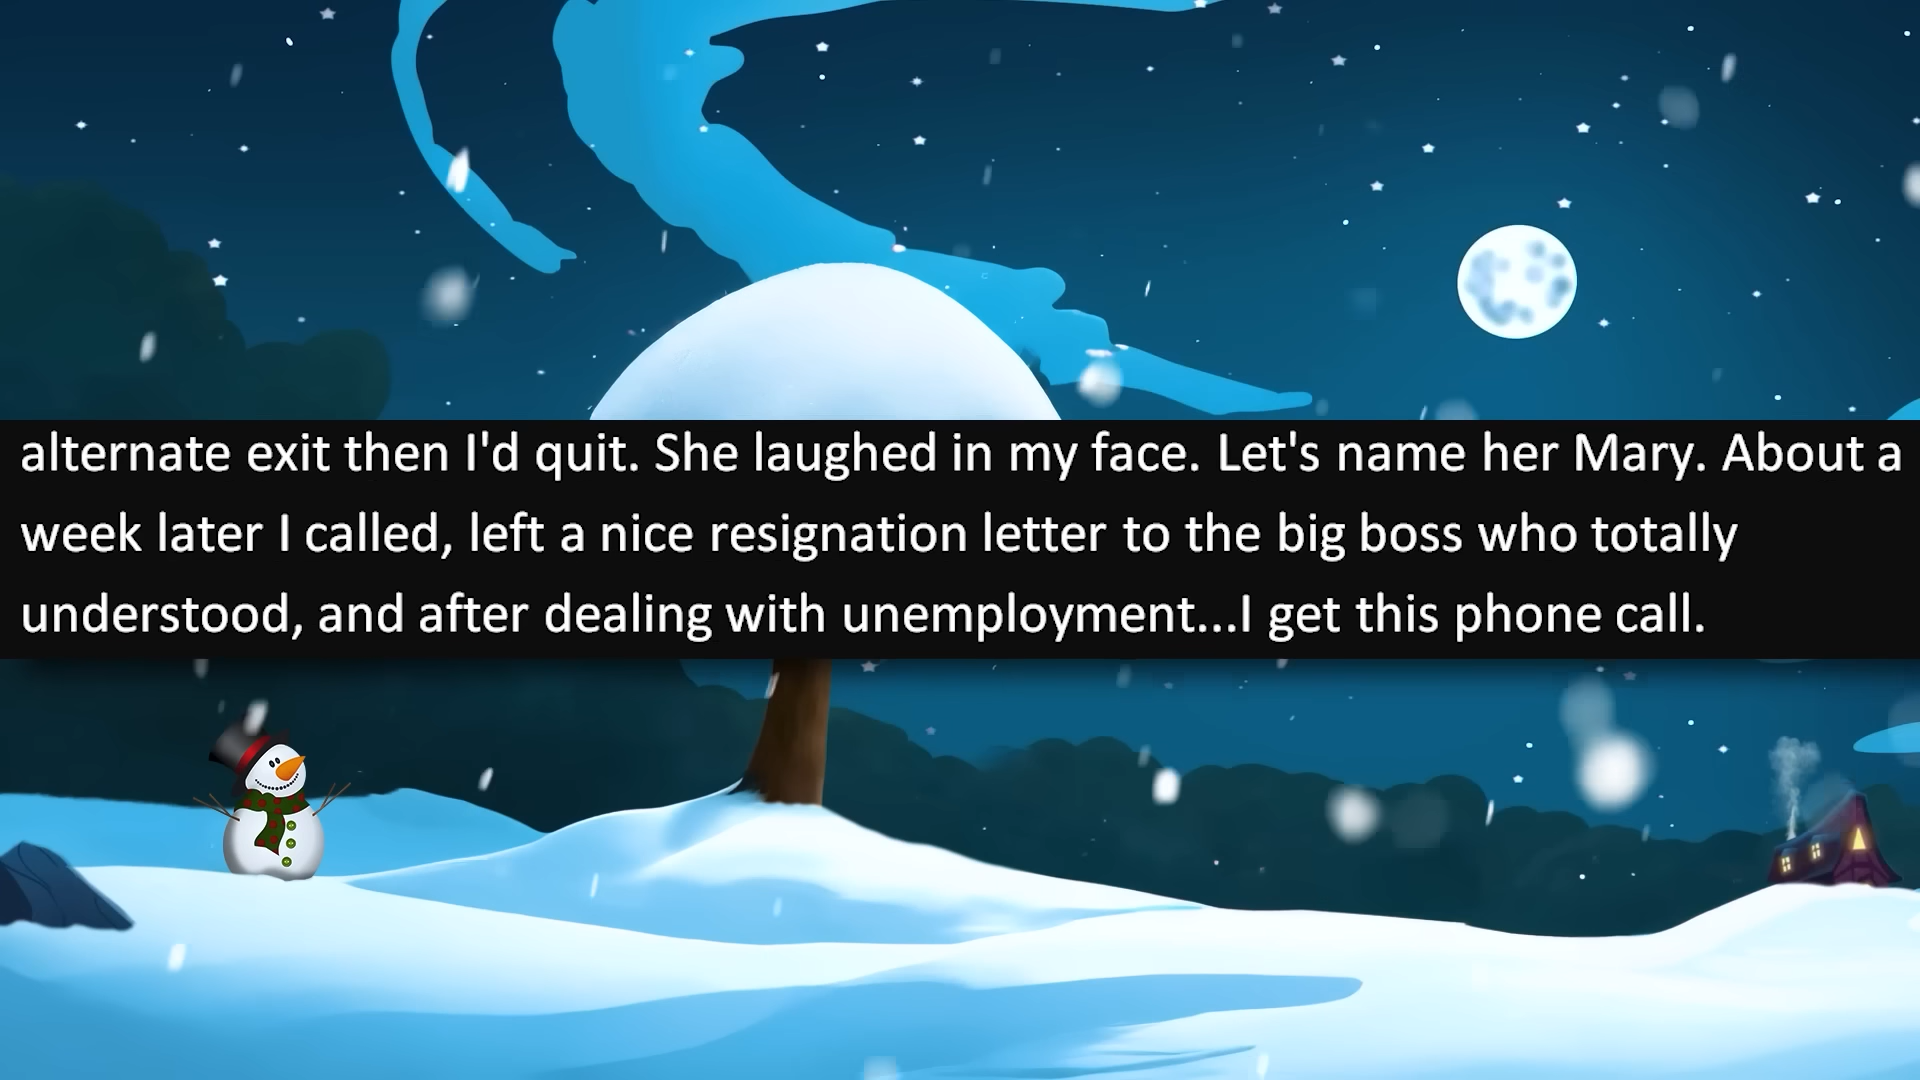 alternate exit then I'd quit. She laughed in my face. Let's name her Mary. About a
week later I called, left a nice resignation letter to the big boss who totally
understood, and after dealing with unemployment...I get this phone call.